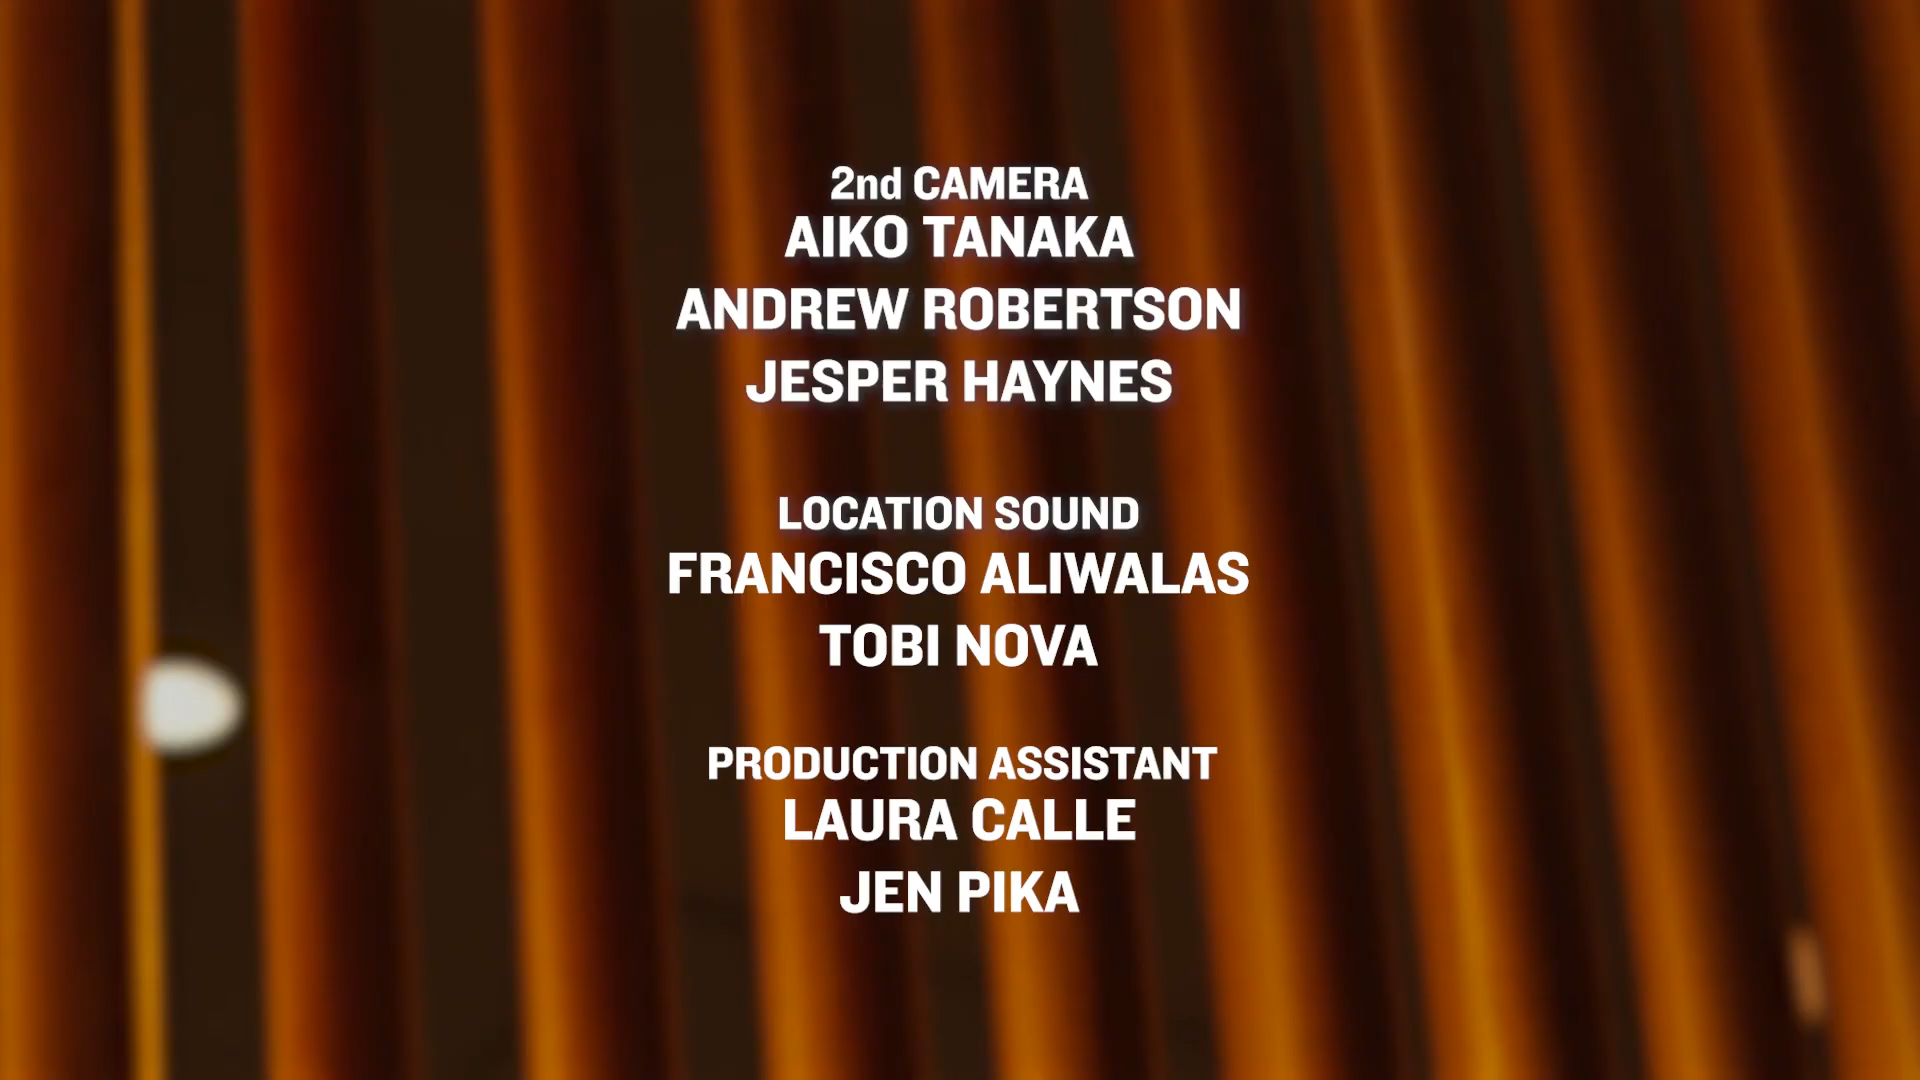 2nd CAMERA
AIKO TANAKA
ANDREW ROBERTSON
JESPER HAYNES
LOCATION SOUND
FRANCISCO ALIWALAS
TOBI NOVA
PRODUCTION ASSISTANT
LAURA CALLE
JEN PIKA